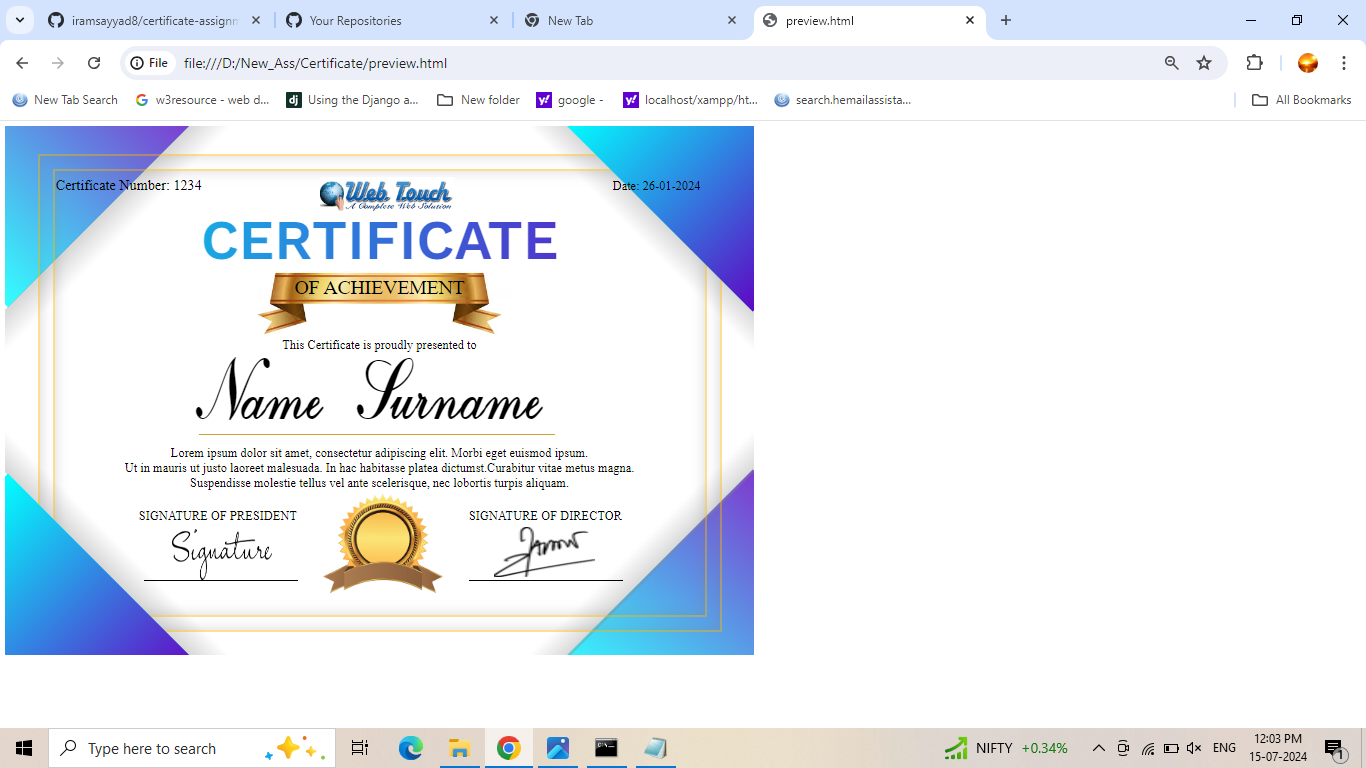 iramsayyad8/certificate-assignm
Your Repositories
New Tab
preview.html
File file:///D:/New_Ass/Certificate/preview.html
New Tab Search
w3resource - web d...
dj Using the Django a...
New folder
y! google -
y! localhost/xampp/ht...
search.hemailassista...
All Bookmarks
Certificate Number: 1234
Web Touch
A Complete Web Solution
Date: 26-01-2024
CERTIFICATE
OF ACHIEVEMENT
This Certificate is proudly presented to
Name Surname
Lorem ipsum dolor sit amet, consectetur adipiscing elit. Morbi eget euismod ipsum.
Ut in mauris ut justo laoreet malesuada. In hac habitasse platea dictumst.Curabitur vitae metus magna.
Suspendisse molestie tellus vel ante scelerisque, nec lobortis turpis aliquam.
SIGNATURE OF PRESIDENT
Signature
SIGNATURE OF DIRECTOR
Type here to search
NIFTY +0.34%
ENG
12:03 PM
15-07-2024
1